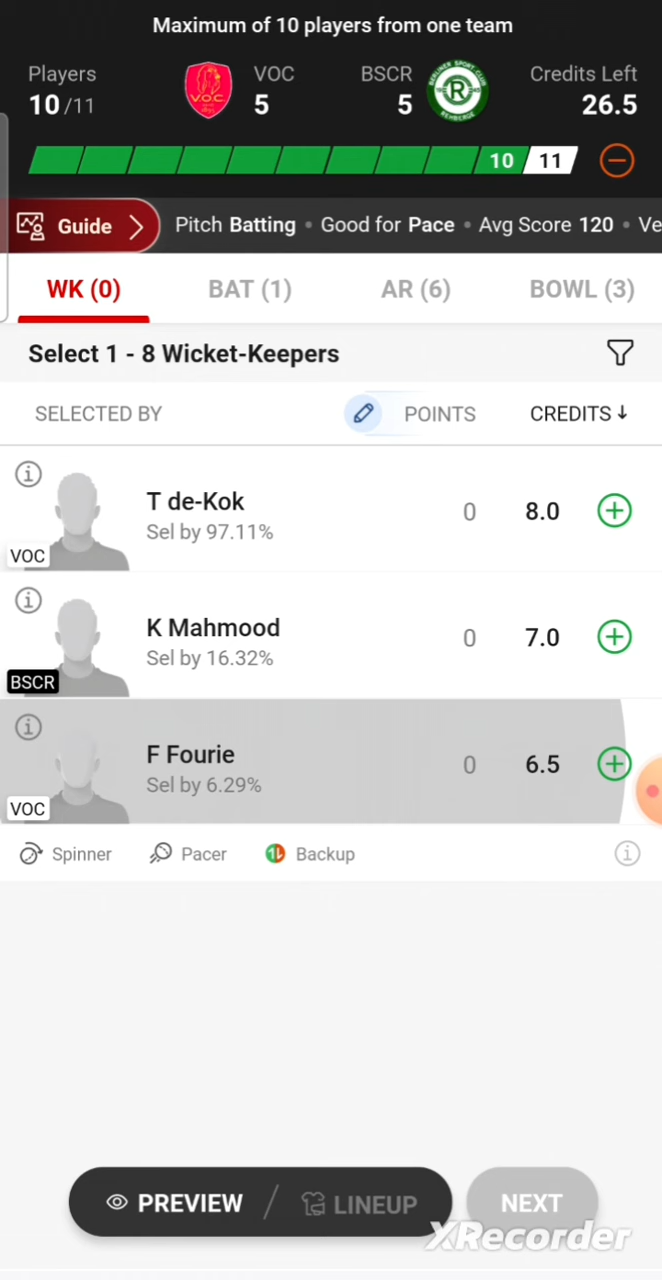 Maximum of 10 players from one team
Players VOC BSCR Credits Left
10/11 5 5 26.5
10 11
Guide Pitch Batting • Good for Pace • Avg Score 120 • Ve
WK (0) BAT (1) AR (6) BOWL (3)
Select 1 - 8 Wicket-Keepers
SELECTED BY POINTS CREDITS ↓
T de-Kok
Sel by 97.11% 0 8.0
VOC
K Mahmood
Sel by 16.32% 0 7.0
BSCR
F Fourie
Sel by 6.29% 0 6.5
VOC
Spinner Pacer Backup
PREVIEW / LINEUP NEXT
XRecorder